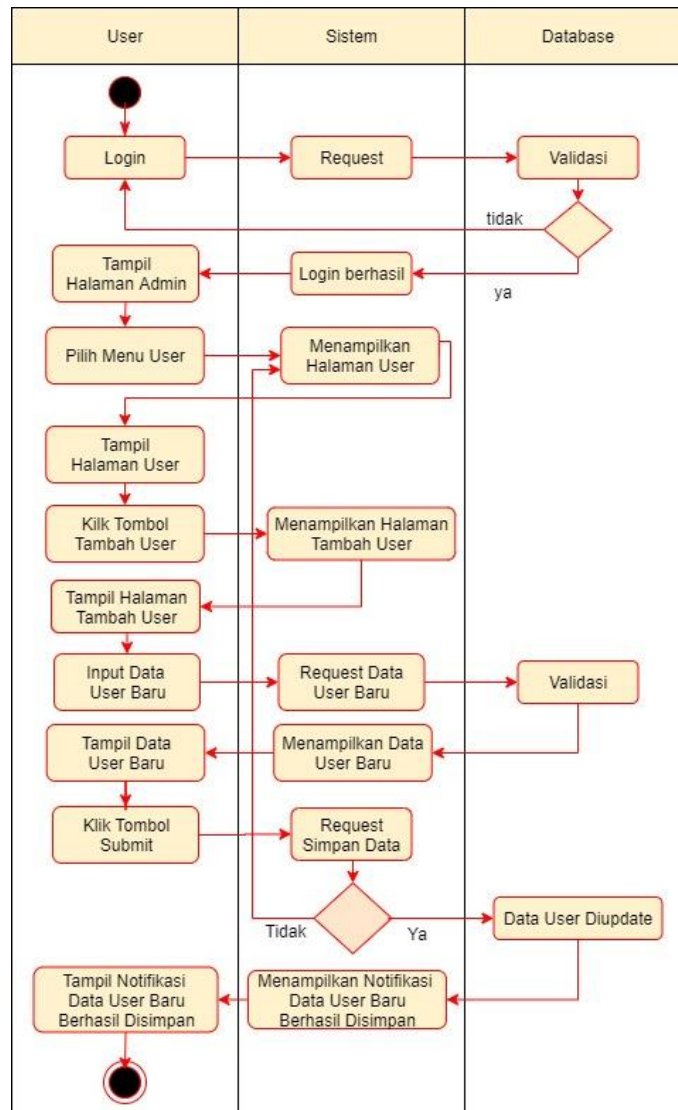 User
Sistem
Database
Login
Request
Validasi
tidak
Tampil
Halaman Admin
Login berhasil
ya
Pilih Menu User
Menampilkan
Halaman User
Tampil
Halaman User
Kilk Tombol
Tambah User
Menampilkan Halaman
Tambah User
Tampil Halaman
Tambah User
Input Data
User Baru
Request Data
User Baru
Validasi
Tampil Data
User Baru
Menampilkan Data
User Baru
Klik Tombol
Submit
Request
Simpan Data
Tidak
Ya
Data User Diupdate
Tampil Notifikasi
Data User Baru
Berhasil Disimpan
Menampilkan Notifikasi
Data User Baru
Berhasil Disimpan